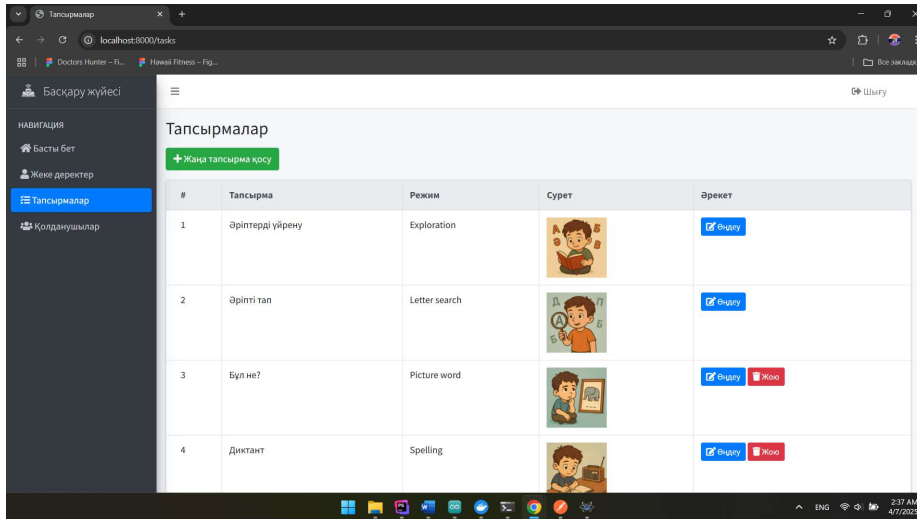 Тапсырмалар
localhost:8000/tasks
Doctors Hunter – Fi...
Hawaii Fitness – Fig...
Все закладк
Басқару жүйесі
Шығу
НАВИГАЦИЯ
Басты бет
Жеке деректер
Тапсырмалар
Қолданушылар
Тапсырмалар
Жаңа тапсырма қосу
# Тапсырма Режим Сурет Әрекет
1 Әріптерді үйрену Exploration Өңдеу
2 Әріпті тап Letter search Өңдеу
3 Бұл не? Picture word Өңдеу Жою
4 Диктант Spelling Өңдеу Жою
ENG
2:37 AM
4/7/2025